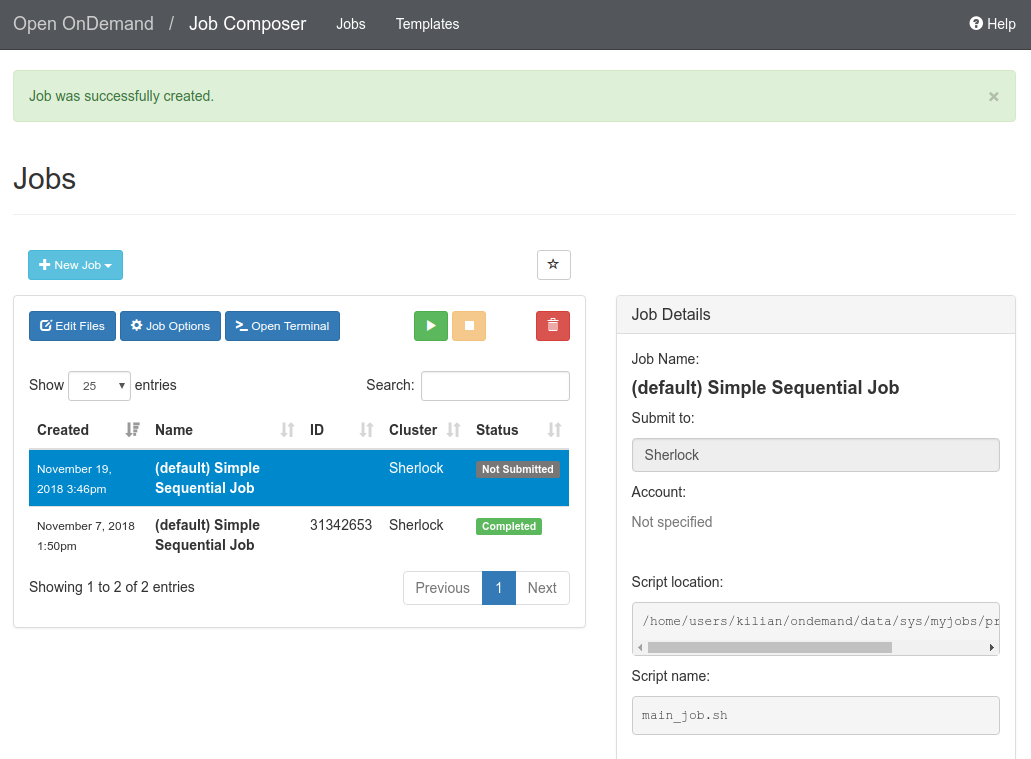 Open OnDemand / Job Composer Jobs Templates Help
Job was successfully created. ×
Jobs
New Job
Edit Files Job Options Open Terminal
Show 25 entries Search:
Created Name ID Cluster Status
November 19, 2018 3:46pm (default) Simple Sequential Job Sherlock Not Submitted
November 7, 2018 1:50pm (default) Simple Sequential Job 31342653 Sherlock Completed
Showing 1 to 2 of 2 entries Previous 1 Next
Job Details
Job Name:
(default) Simple Sequential Job
Submit to:
Sherlock
Account:
Not specified
Script location:
/home/users/kilian/ondemand/data/sys/myjobs/pr
Script name:
main_job.sh